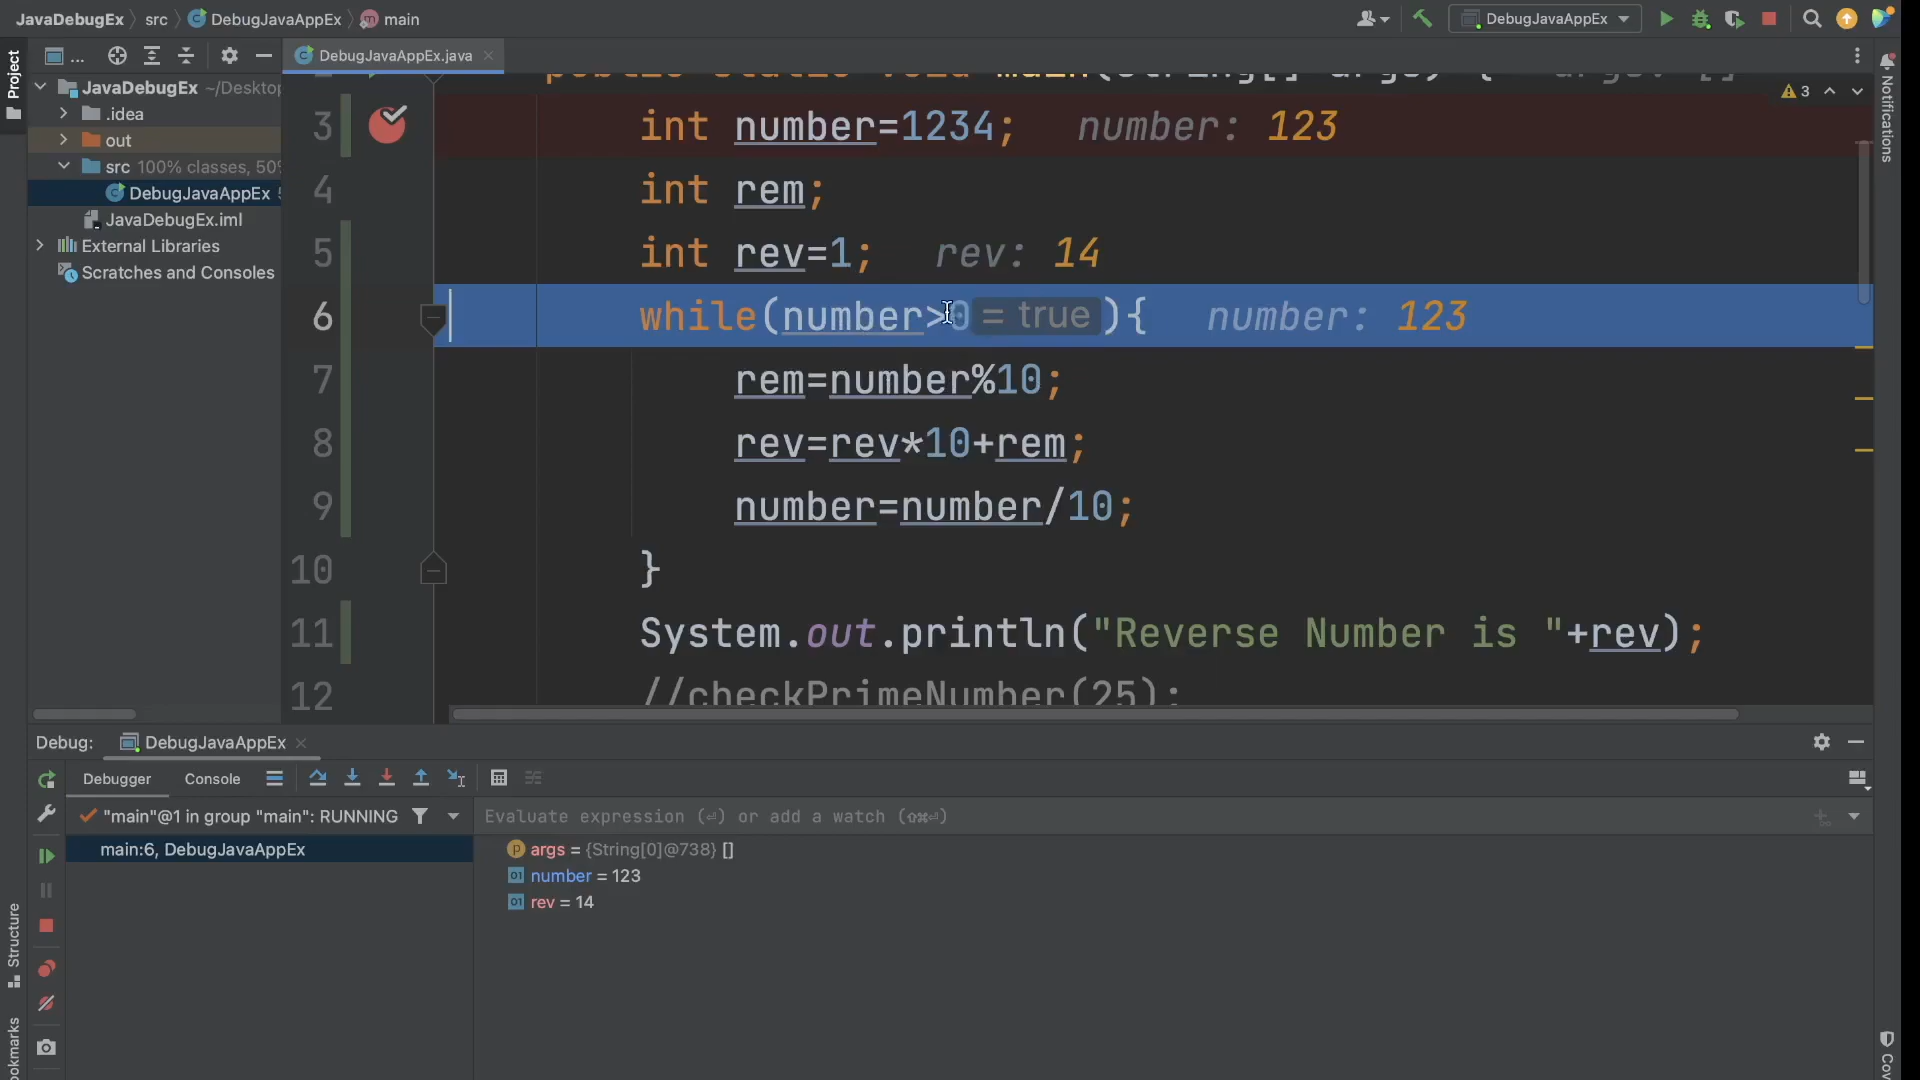 JavaDebugEx src DebugJavaAppEx main
DebugJavaAppEx
Project
...
DebugJavaAppEx.java
JavaDebugEx ~/Desktop
.idea
out
src 100% classes, 50%
DebugJavaAppEx
JavaDebugEx.iml
External Libraries
Scratches and Consoles
3
Notifications
3 int number=1234; number: 123
4 int rem;
5 int rev=1; rev: 14
6 while(number>0 = true ){ number: 123
7 rem=number%10;
8 rev=rev*10+rem;
9 number=number/10;
10 }
11 System.out.println("Reverse Number is "+rev);
12 //checkPrimeNumber(25);
Debug: DebugJavaAppEx
Debugger Console
"main"@1 in group "main": RUNNING
Evaluate expression (⏎) or add a watch (⇧⌘⏎)
main:6, DebugJavaAppEx
args = {String[0]@738} []
number = 123
rev = 14
Structure
ookmarks
Cov